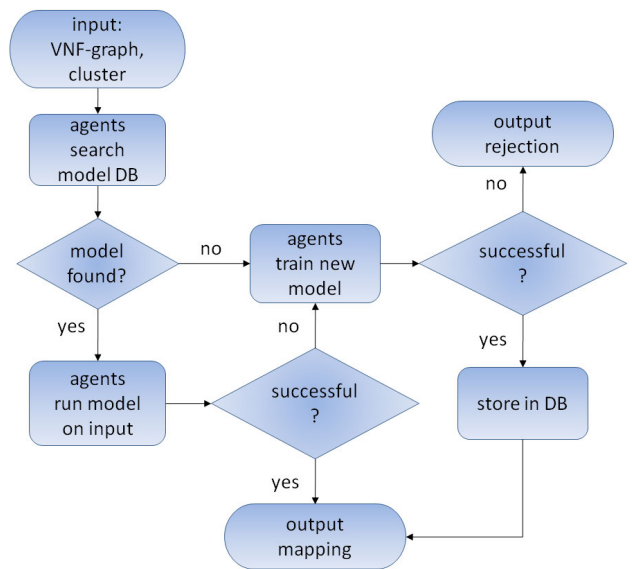 input:
VNF-graph,
cluster
agents
search
model DB
output
rejection
no
model
found?
no
agents
train new
model
successful
?
yes
no
yes
agents
run model
on input
successful
?
store in DB
yes
output
mapping